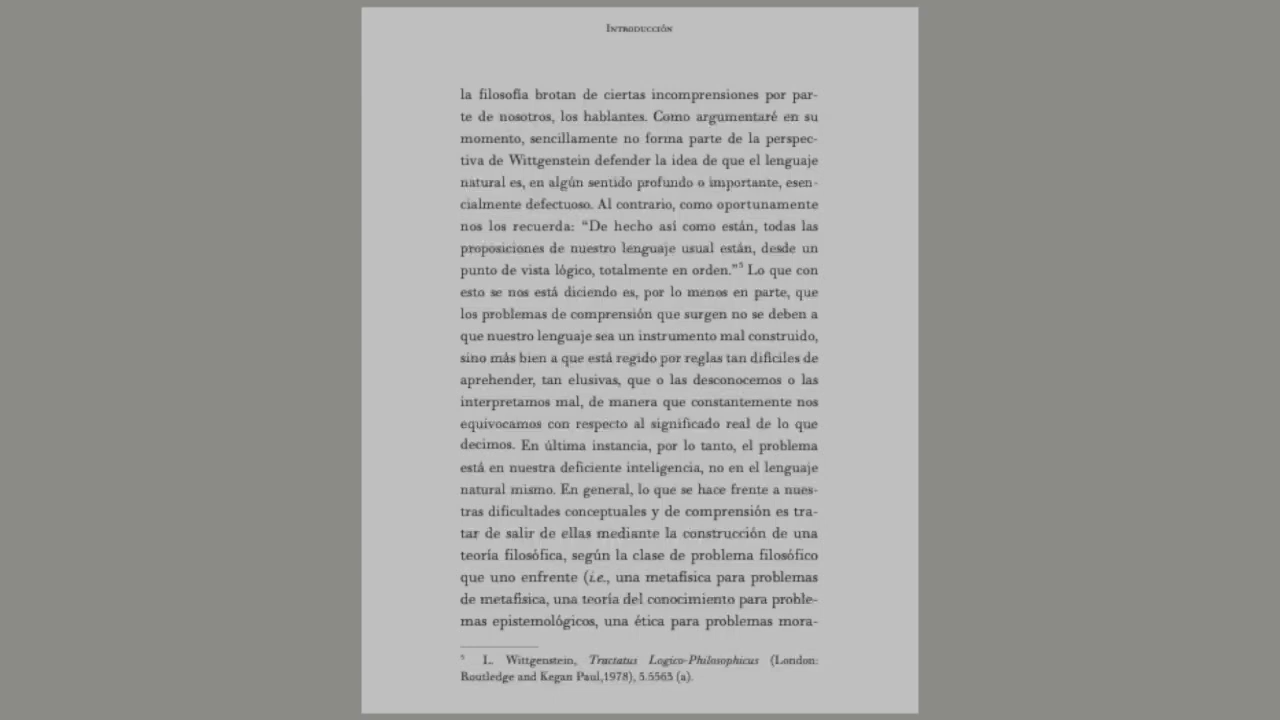 Introducción
la filosofía brotan de ciertas incomprensiones por par-
te de nosotros, los hablantes. Como argumentaré en su
momento, sencillamente no forma parte de la perspec-
tiva de Wittgenstein defender la idea de que el lenguaje
natural es, en algún sentido profundo o importante, esen-
cialmente defectuoso. Al contrario, como oportunamente
nos los recuerda: “De hecho así como están, todas las
proposiciones de nuestro lenguaje usual están, desde un
punto de vista lógico, totalmente en orden.”⁵ Lo que con
esto se nos está diciendo es, por lo menos en parte, que
los problemas de comprensión que surgen no se deben a
que nuestro lenguaje sea un instrumento mal construido,
sino más bien a que está regido por reglas tan difíciles de
aprehender, tan elusivas, que o las desconocemos o las
interpretamos mal, de manera que constantemente nos
equivocamos con respecto al significado real de lo que
decimos. En última instancia, por lo tanto, el problema
está en nuestra deficiente inteligencia, no en el lenguaje
natural mismo. En general, lo que se hace frente a nues-
tras dificultades conceptuales y de comprensión es tra-
tar de salir de ellas mediante la construcción de una
teoría filosófica, según la clase de problema filosófico
que uno enfrente (i.e., una metafísica para problemas
de metafísica, una teoría del conocimiento para proble-
mas epistemológicos, una ética para problemas mora-
⁵ L. Wittgenstein, Tractatus Logico-Philosophicus (London:
Routledge and Kegan Paul,1978), 5.5563 (a).